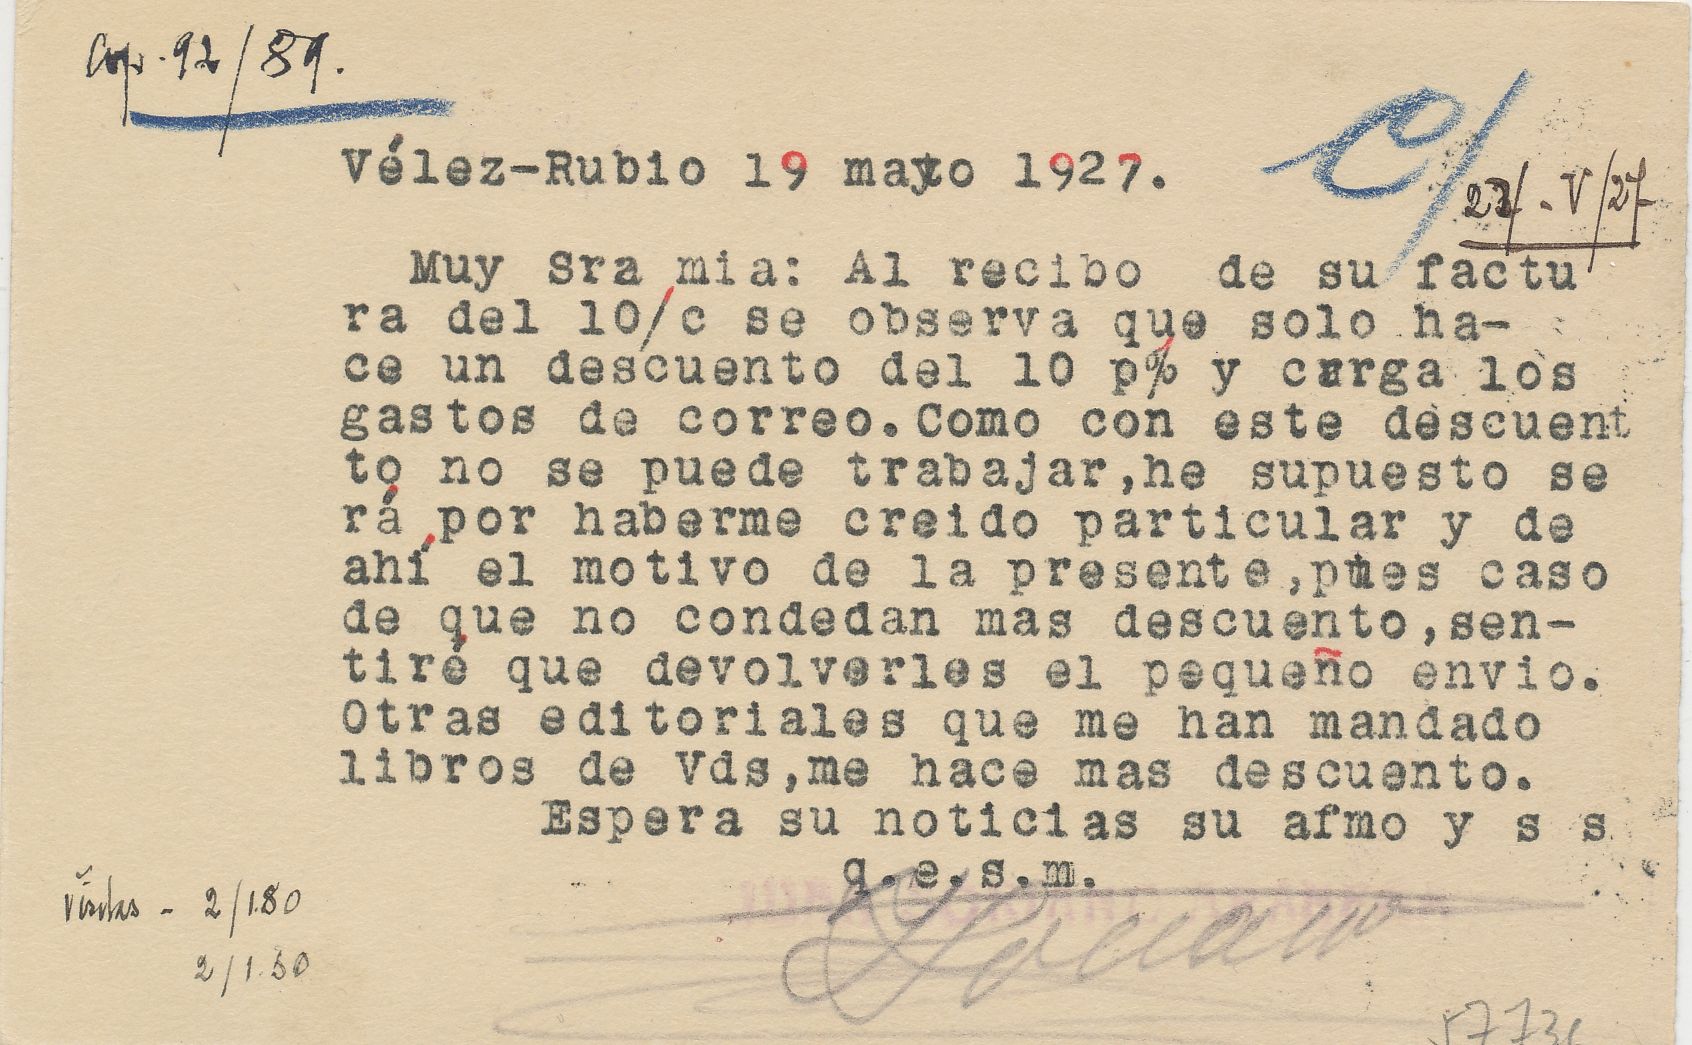 92/89.
Vélez-Rubio 19 mayo 1927.
22/-V/27
Muy Sra mia: Al recibo de su factu
ra del 10/c se observa que solo ha-
ce un descuento del 10 p% y carga los
gastos de correo.Como con este descuent
to no se puede trabajar,he supuesto se
rá por haberme creido particular y de
ahí el motivo de la presente,pues caso
de que no condedan mas descuento,sen-
tiré que devolverles el pequeño envio.
Otras editoriales que me han mandado
libros de Vds,me hace mas descuento.
Espera su noticias su afmo y s s
q.e.s.m.
Visitas - 2/1.80
2/1.50